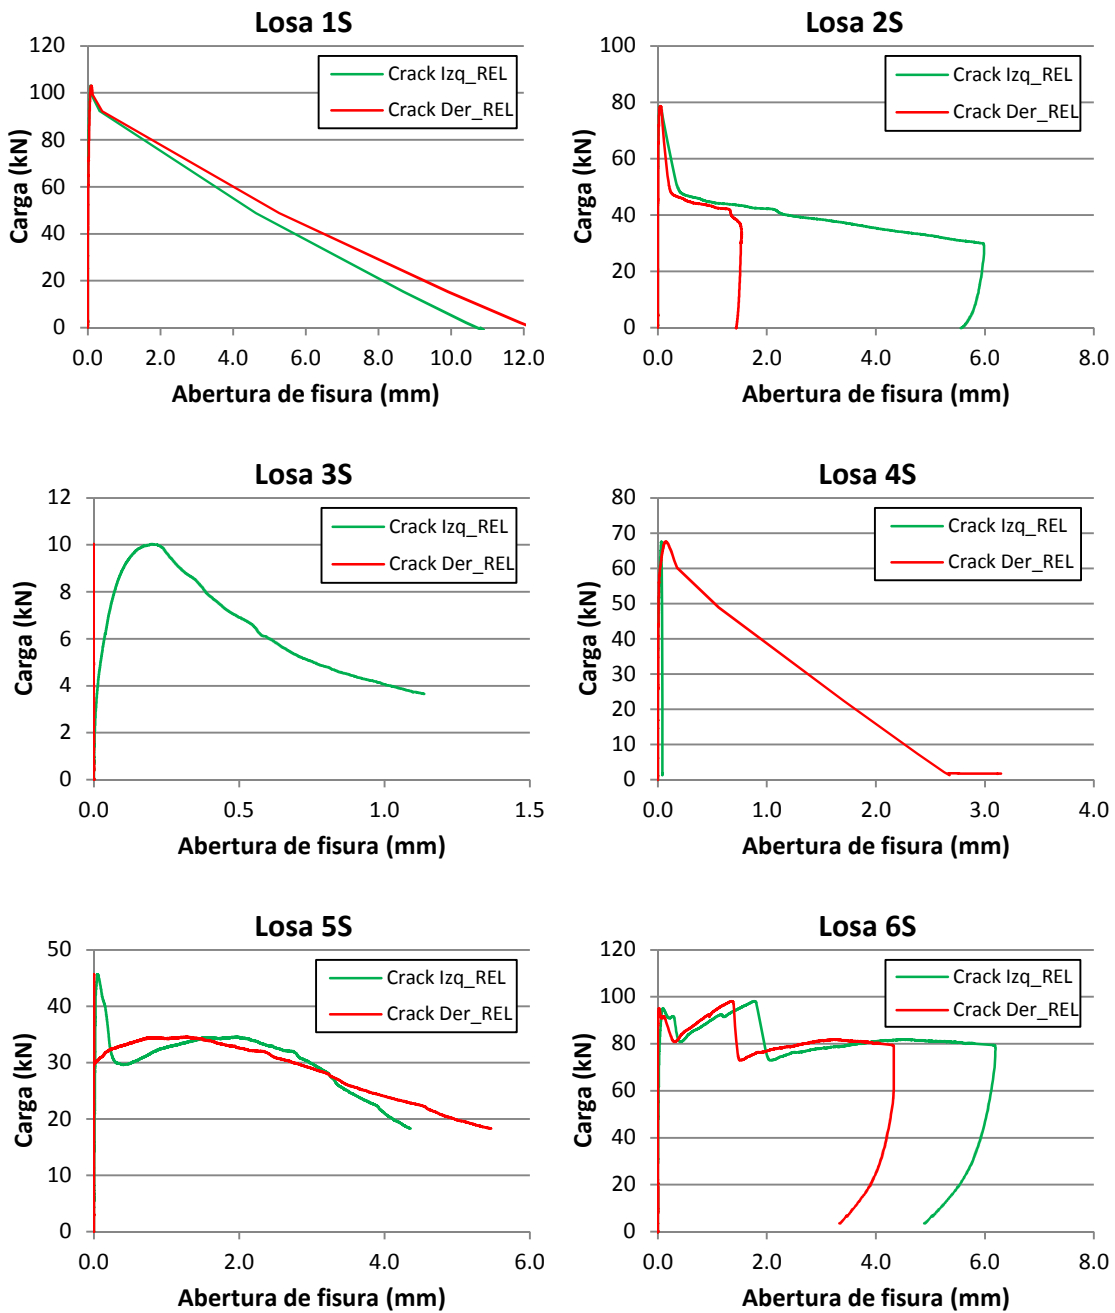 Losa 1S
120
100
80
60
40
20
0
0.0 2.0 4.0 6.0 8.0 10.0 12.0
Carga (kN)
Abertura de fisura (mm)
Crack Izq_REL
Crack Der_REL
Losa 2S
100
80
60
40
20
0
0.0 2.0 4.0 6.0 8.0
Carga (kN)
Abertura de fisura (mm)
Crack Izq_REL
Crack Der_REL
Losa 3S
12
10
8
6
4
2
0
0.0 0.5 1.0 1.5
Carga (kN)
Abertura de fisura (mm)
Crack Izq_REL
Crack Der_REL
Losa 4S
80
70
60
50
40
30
20
10
0
0.0 1.0 2.0 3.0 4.0
Carga (kN)
Abertura de fisura (mm)
Crack Izq_REL
Crack Der_REL
Losa 5S
50
40
30
20
10
0
0.0 2.0 4.0 6.0
Carga (kN)
Abertura de fisura (mm)
Crack Izq_REL
Crack Der_REL
Losa 6S
120
100
80
60
40
20
0
0.0 2.0 4.0 6.0 8.0
Carga (kN)
Abertura de fisura (mm)
Crack Izq_REL
Crack Der_REL